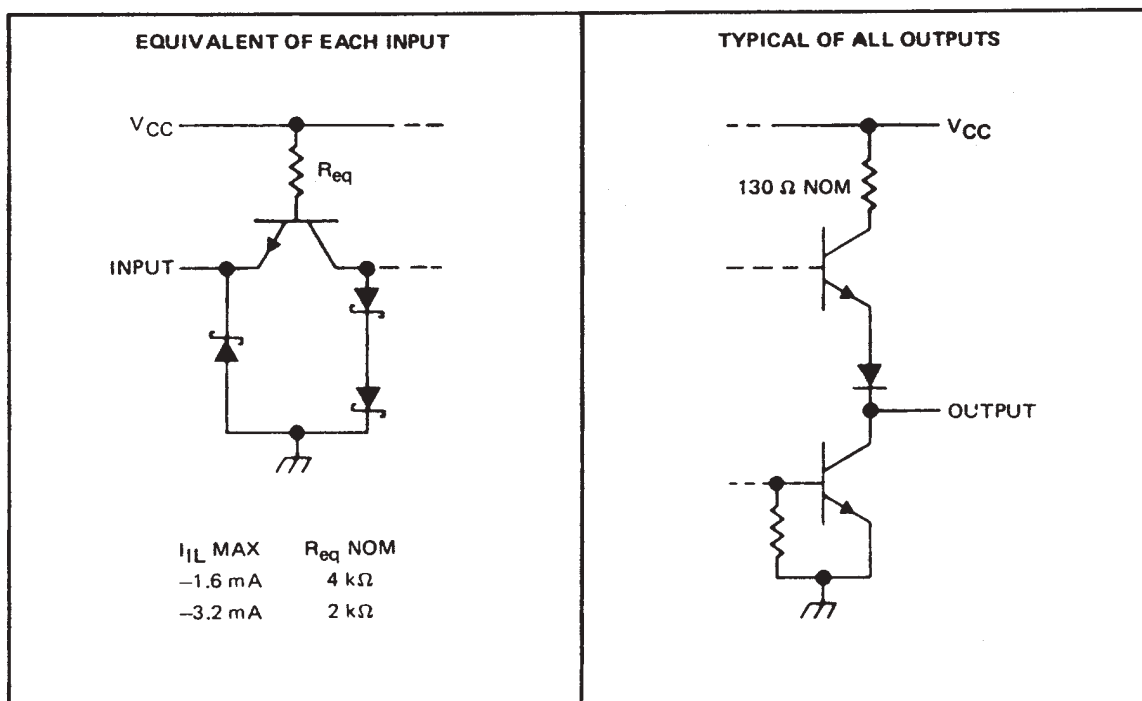 EQUIVALENT OF EACH INPUT
VCC
Req
INPUT
IIL MAX Req NOM
−1.6 mA 4 kΩ
−3.2 mA 2 kΩ
TYPICAL OF ALL OUTPUTS
VCC
130 Ω NOM
OUTPUT